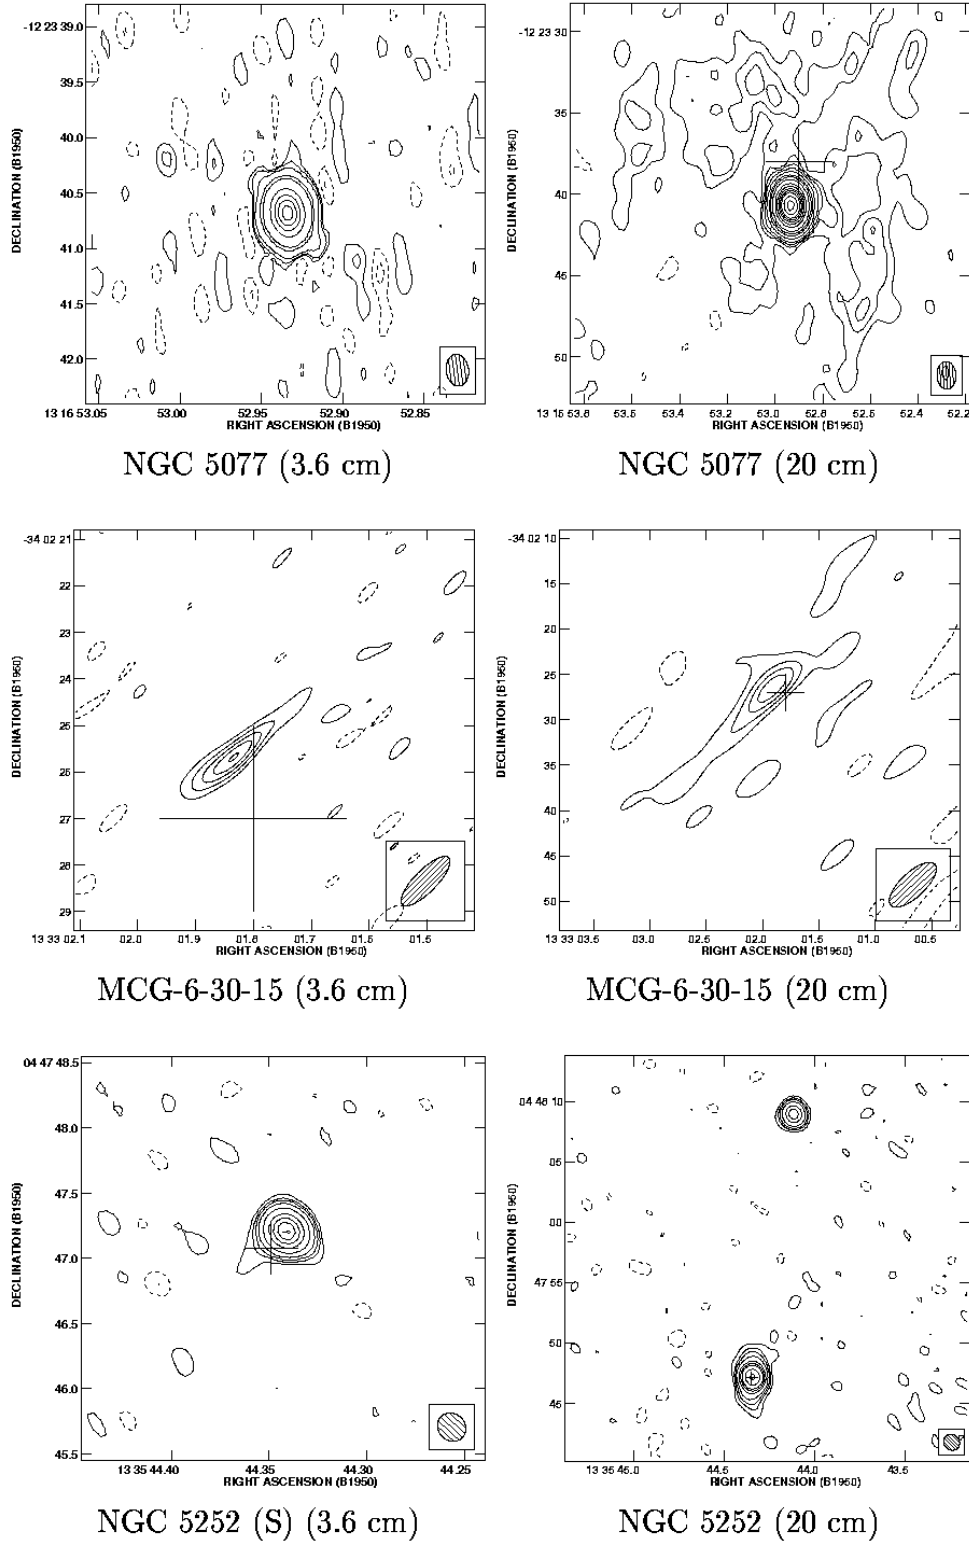 -12 23 39.0
39.5
40.0
40.5
41.0
41.5
42.0
DECLINATION (B1950)
13 16 53.05 53.00 52.95 52.90 52.85
RIGHT ASCENSION (B1950)
NGC 5077 (3.6 cm)
-12 23 30
35
40
45
50
DECLINATION (B1950)
13 16 53.8 53.6 53.4 53.2 53.0 52.8 52.6 52.4 52.2
RIGHT ASCENSION (B1950)
NGC 5077 (20 cm)
-34 02 21
22
23
24
25
26
27
28
29
DECLINATION (B1950)
13 33 02.1 02.0 01.9 01.8 01.7 01.6 01.5
RIGHT ASCENSION (B1950)
MCG-6-30-15 (3.6 cm)
-34 02 10
15
20
25
30
35
40
45
50
DECLINATION (B1950)
13 33 03.5 03.0 02.5 02.0 01.5 01.0 00.5
RIGHT ASCENSION (B1950)
MCG-6-30-15 (20 cm)
04 47 48.5
48.0
47.5
47.0
46.5
46.0
45.5
DECLINATION (B1950)
13 35 44.40 44.35 44.30 44.25
RIGHT ASCENSION (B1950)
NGC 5252 (S) (3.6 cm)
04 48 10
05
00
47 55
50
45
DECLINATION (B1950)
13 35 45.0 44.5 44.0 43.5
RIGHT ASCENSION (B1950)
NGC 5252 (20 cm)